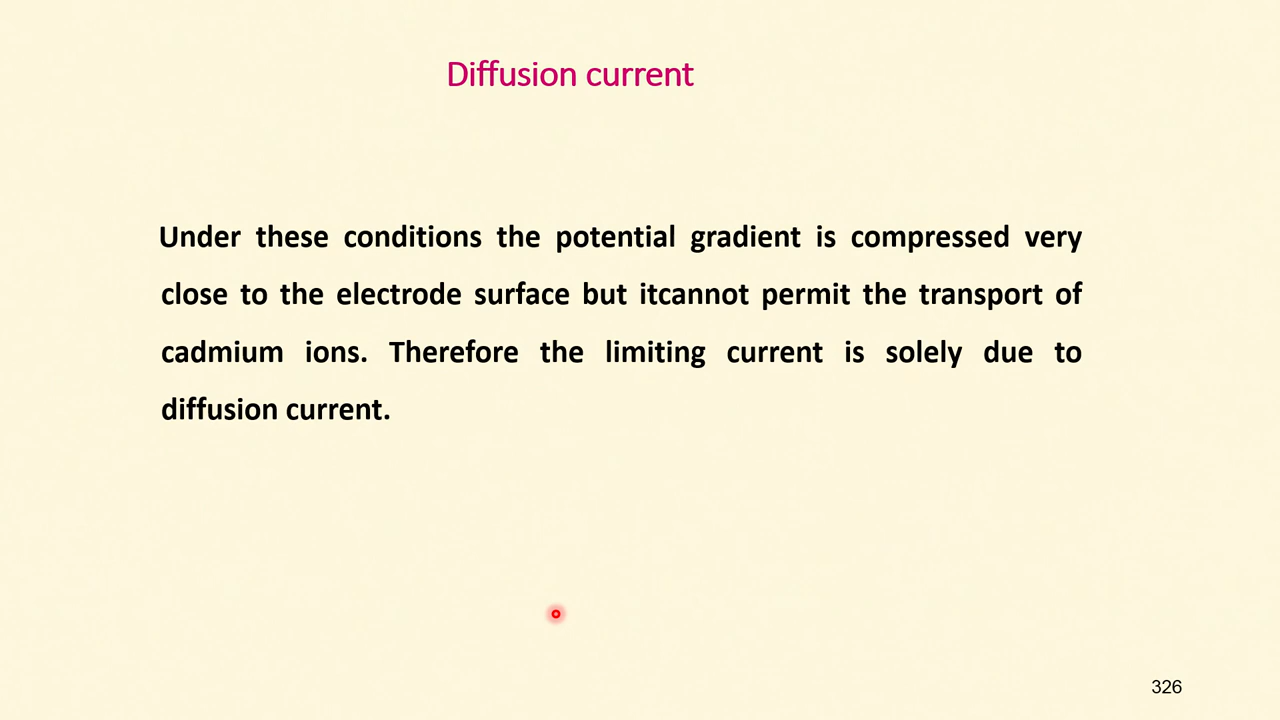 Diffusion current
Under these conditions the potential gradient is compressed very
close to the electrode surface but itcannot permit the transport of
cadmium ions. Therefore the limiting current is solely due to
diffusion current.
326